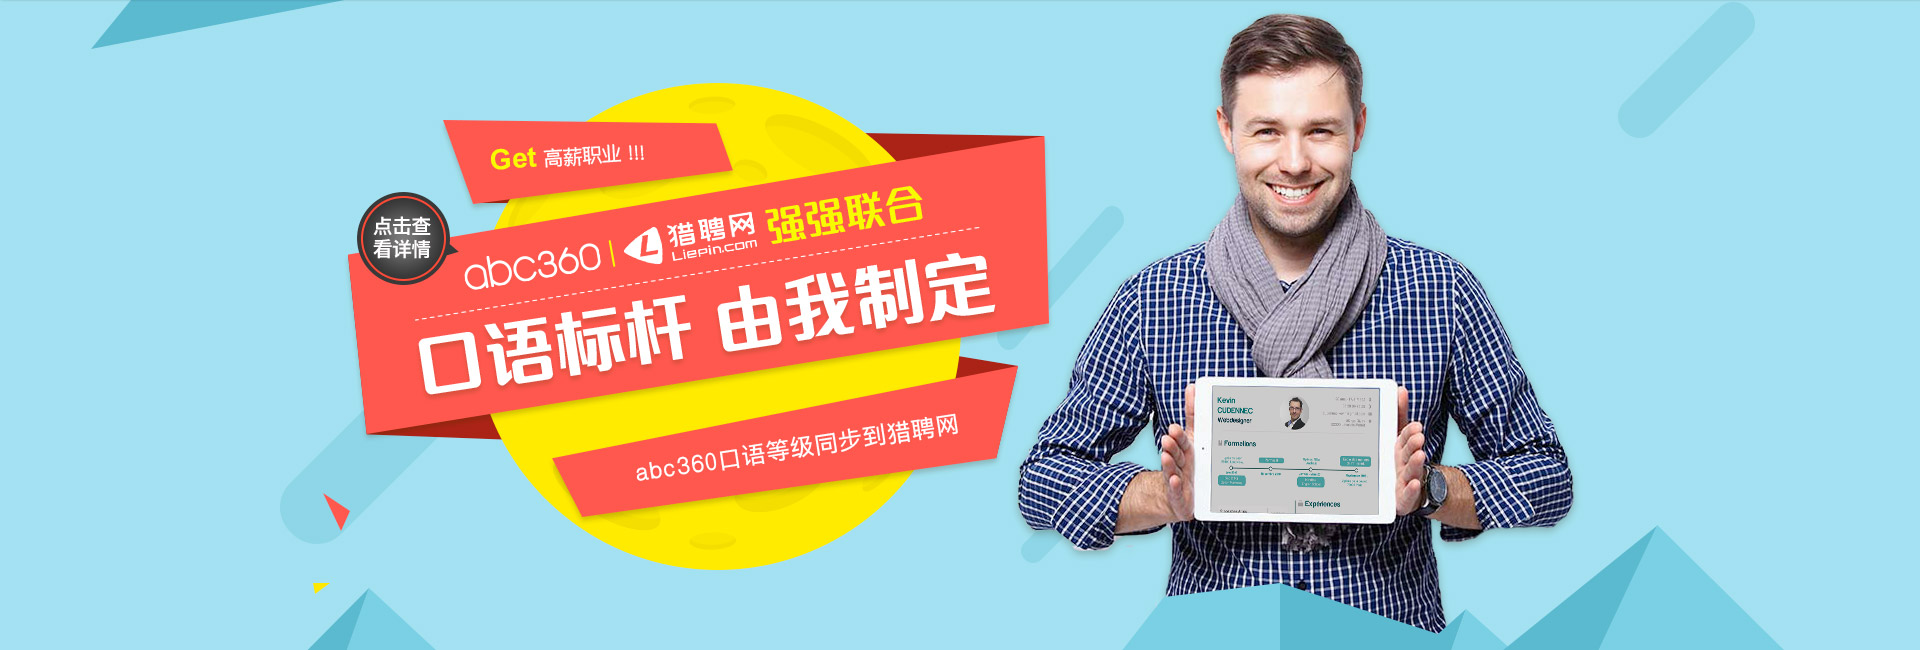 Get 高薪职业 !!!
点击查
看详情
abc360 | 猎聘网 强强联合
Liepin.com
口语标杆 由我制定
abc360口语等级同步到猎聘网
Kevin
CUDENNEC
Webdesigner
Formations
Expériences